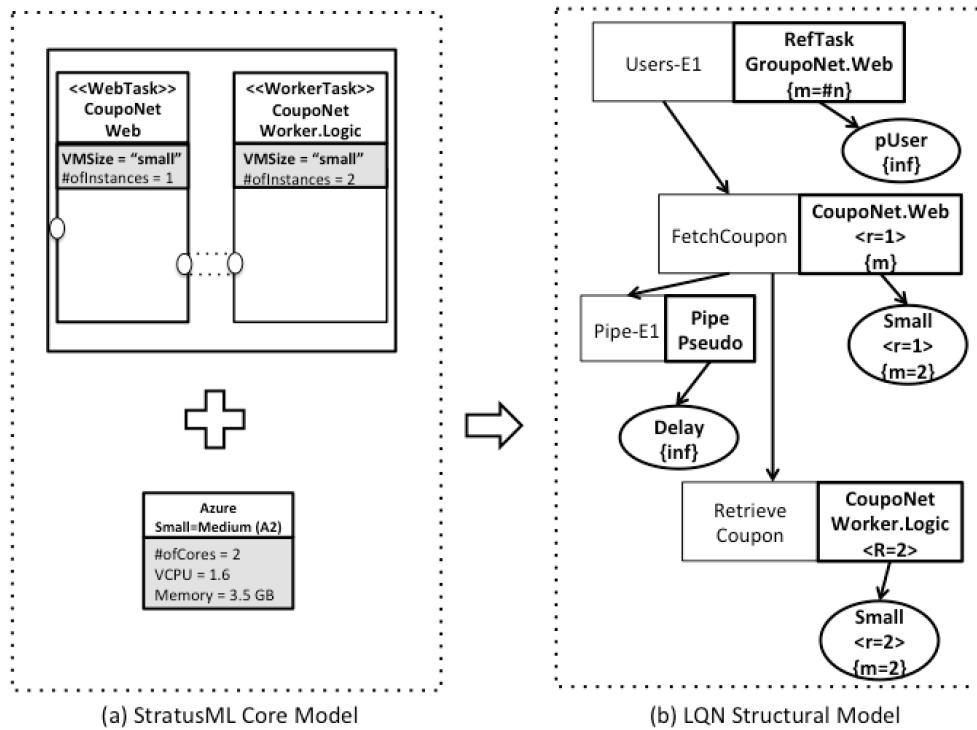 <<WebTask>>
CoupoNet
Web
VMSize = “small”
#ofInstances = 1
<<WorkerTask>>
CoupoNet
Worker.Logic
VMSize = “small”
#ofInstances = 2
Azure
Small=Medium (A2)
#ofCores = 2
VCPU = 1.6
Memory = 3.5 GB
(a) StratusML Core Model
Users-E1
RefTask
GroupoNet.Web
{m=#n}
pUser
{inf}
FetchCoupon
CoupoNet.Web
<r=1>
{m}
Small
<r=1>
{m=2}
Pipe-E1
Pipe
Pseudo
Delay
{inf}
Retrieve
Coupon
CoupoNet
Worker.Logic
<R=2>
Small
<r=2>
{m=2}
(b) LQN Structural Model